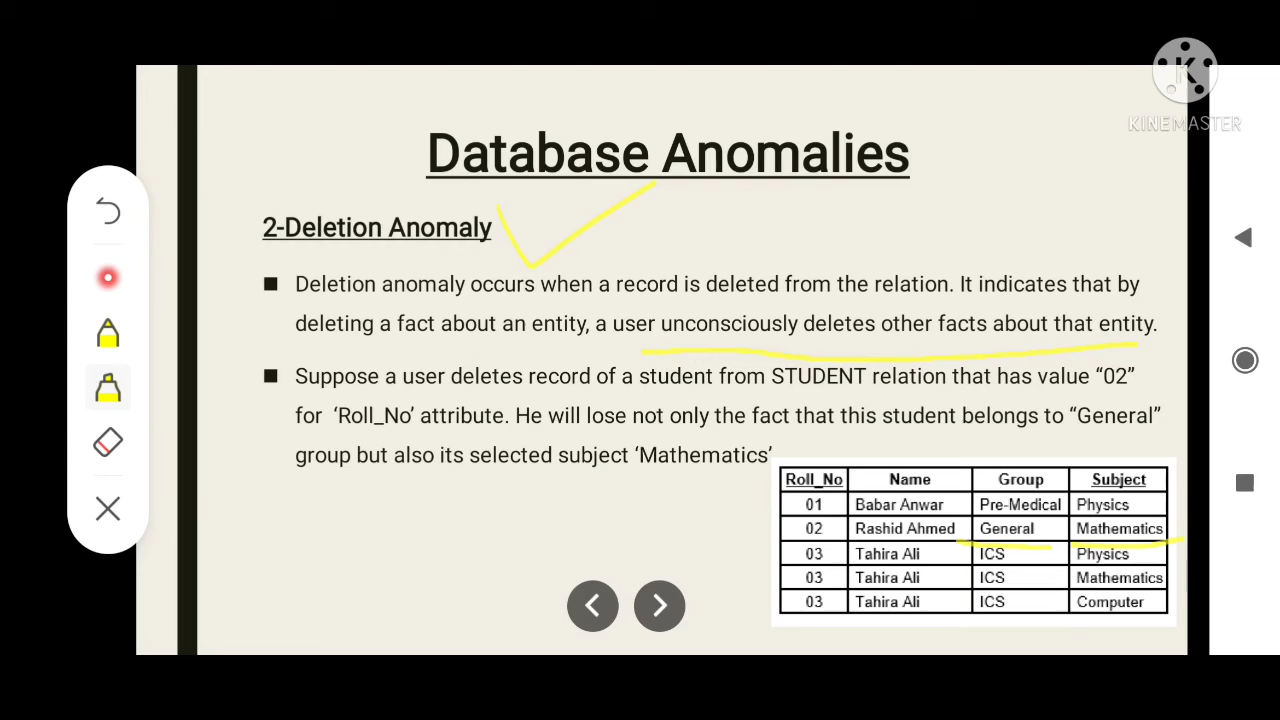 KINEMASTER
Database Anomalies
2-Deletion Anomaly
Deletion anomaly occurs when a record is deleted from the relation. It indicates that by
deleting a fact about an entity, a user unconsciously deletes other facts about that entity.
Suppose a user deletes record of a student from STUDENT relation that has value “02”
for ‘Roll_No’ attribute. He will lose not only the fact that this student belongs to “General”
group but also its selected subject ‘Mathematics’
Roll_No Name Group Subject
01 Babar Anwar Pre-Medical Physics
02 Rashid Ahmed General Mathematics
03 Tahira Ali ICS Physics
03 Tahira Ali ICS Mathematics
03 Tahira Ali ICS Computer